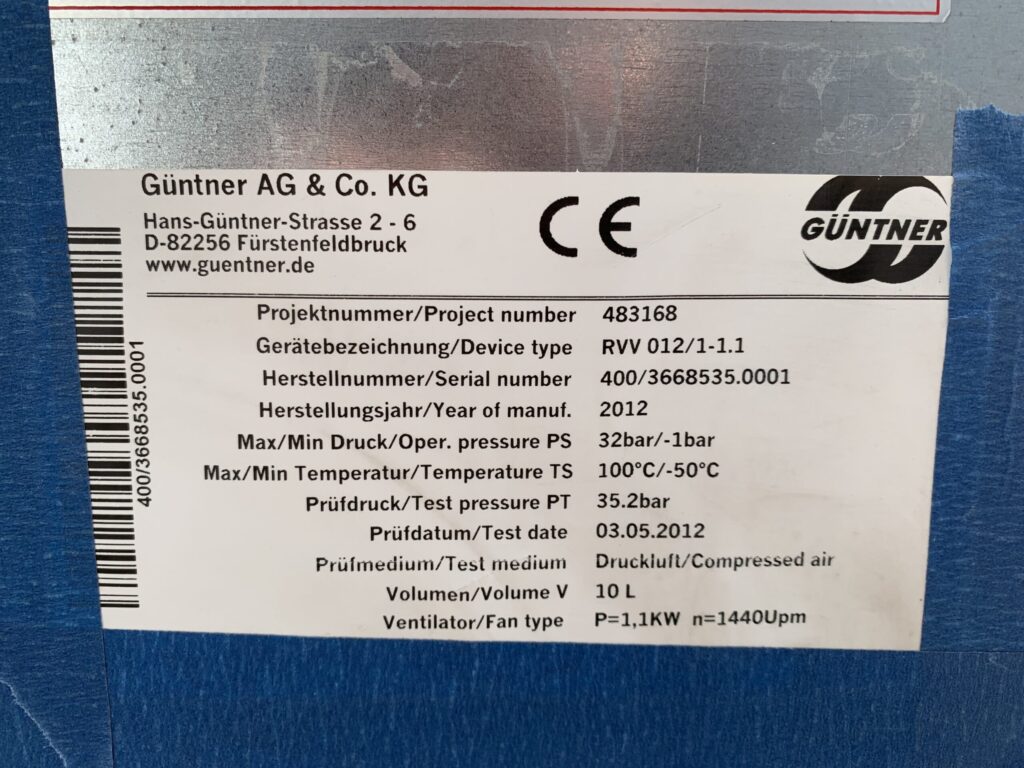 Güntner AG & Co. KG
Hans-Güntner-Strasse 2 - 6
D-82256 Fürstenfeldbruck
www.guentner.de
CE
GÜNTNER
400/3668535.0001
Projektnummer/Project number 483168
Gerätebezeichnung/Device type RVV 012/1-1.1
Herstellnummer/Serial number 400/3668535.0001
Herstellungsjahr/Year of manuf. 2012
Max/Min Druck/Oper. pressure PS 32bar/-1bar
Max/Min Temperatur/Temperature TS 100°C/-50°C
Prüfdruck/Test pressure PT 35.2bar
Prüfdatum/Test date 03.05.2012
Prüfmedium/Test medium Druckluft/Compressed air
Volumen/Volume V 10 L
Ventilator/Fan type P=1,1KW n=1440Upm